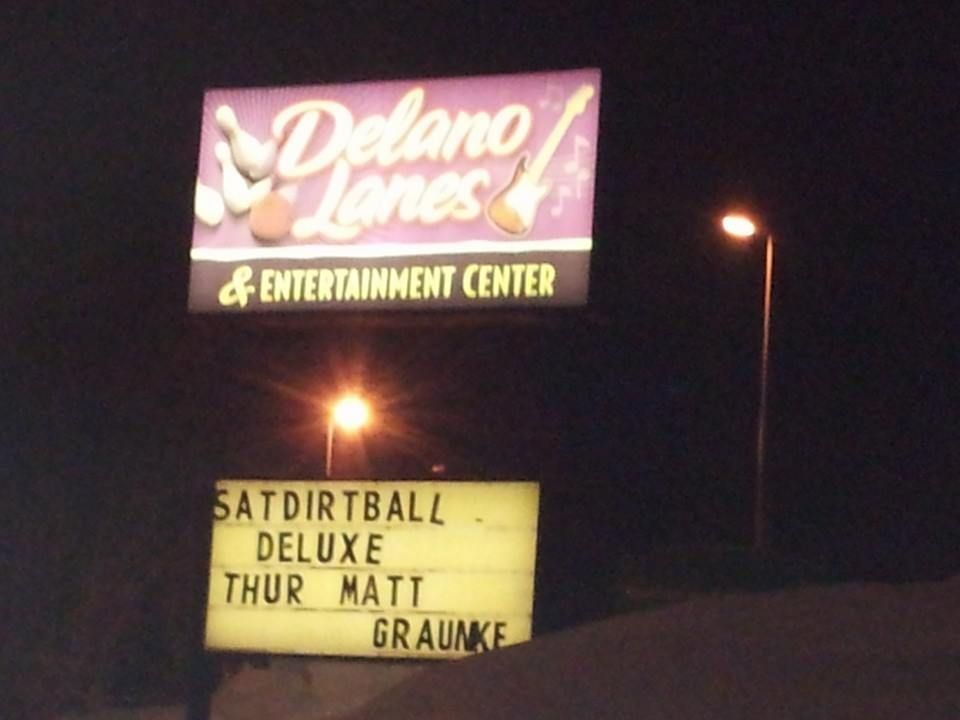 Delano
Lanes
& ENTERTAINMENT CENTER
SATDIRTBALL
DELUXE
THUR MATT
GRAUNKE